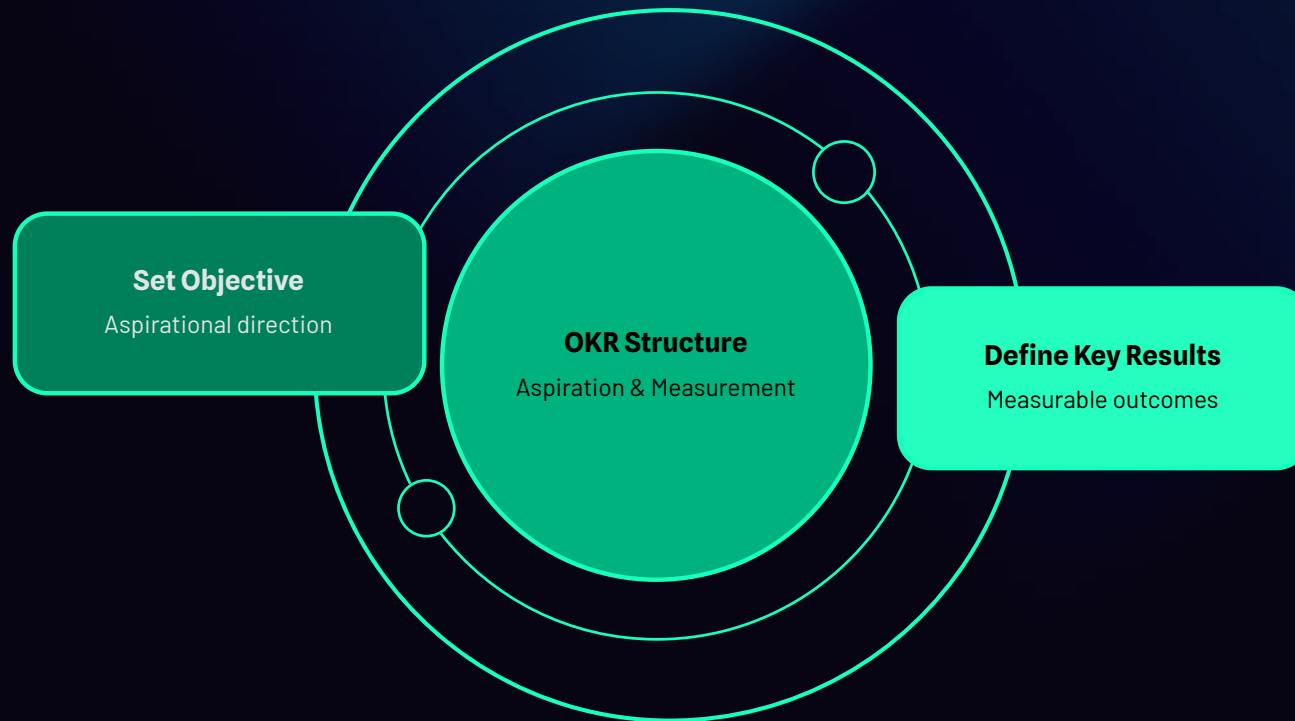 Set Objective
Aspirational direction
OKR Structure
Aspiration & Measurement
Define Key Results
Measurable outcomes